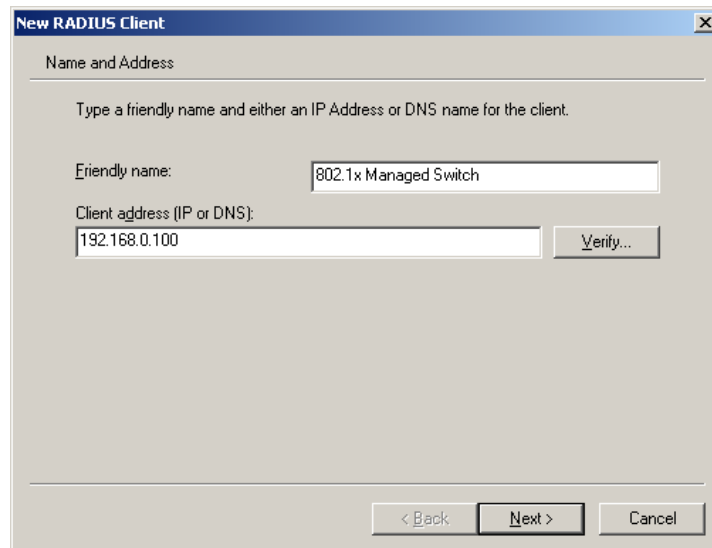 New RADIUS Client
Name and Address
Type a friendly name and either an IP Address or DNS name for the client.
Friendly name:
802.1x Managed Switch
Client address (IP or DNS):
192.168.0.100
Verify...
< Back
Next >
Cancel